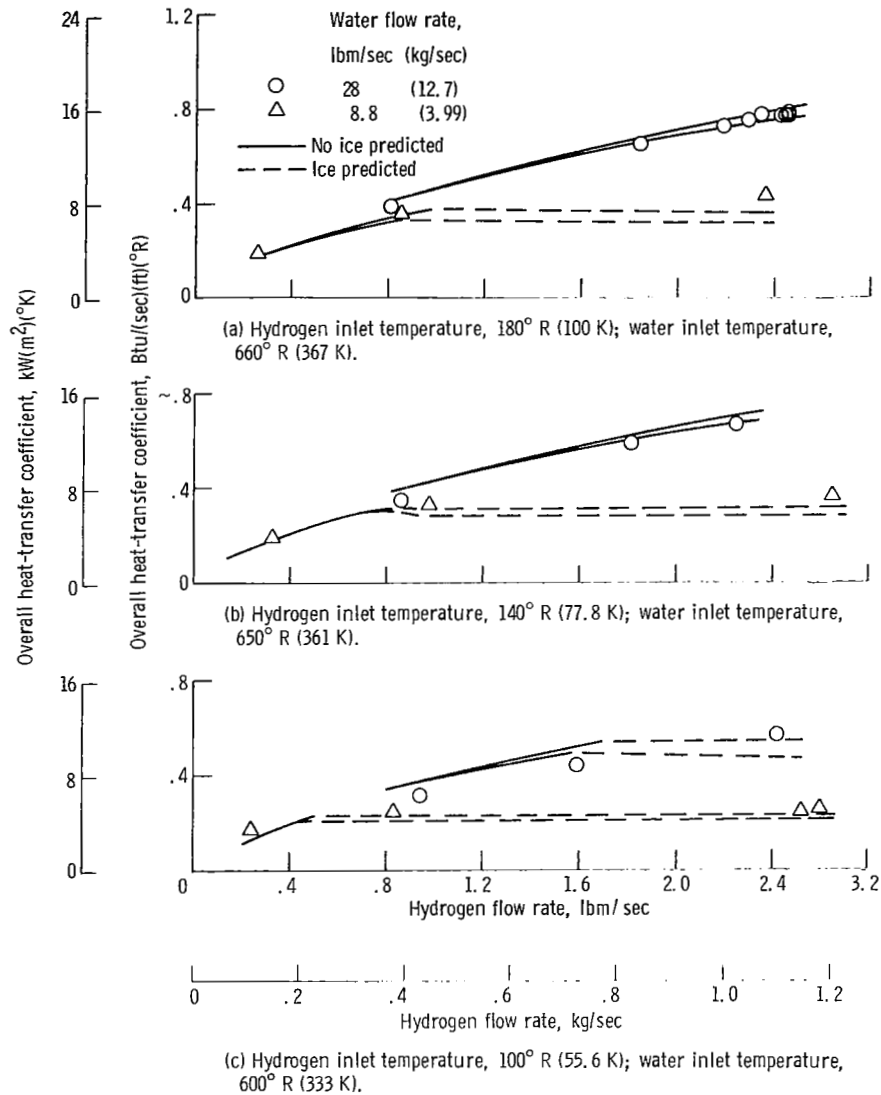 Overall heat-transfer coefficient, kW(m²)(°K)
Overall heat-transfer coefficient, Btu/(sec)(ft)(°R)
24
16
8
0
1.2
.8
.4
0
Water flow rate,
lbm/sec (kg/sec)
28 (12.7)
8.8 (3.99)
No ice predicted
Ice predicted
(a) Hydrogen inlet temperature, 180° R (100 K); water inlet temperature,
660° R (367 K).
16
8
0
~.8
.4
0
(b) Hydrogen inlet temperature, 140° R (77.8 K); water inlet temperature,
650° R (361 K).
16
8
0
.8
.4
0 .4 .8 1.2 1.6 2.0 2.4 3.2
Hydrogen flow rate, lbm/sec
0 .2 .4 .6 .8 1.0 1.2
Hydrogen flow rate, kg/sec
(c) Hydrogen inlet temperature, 100° R (55.6 K); water inlet temperature,
600° R (333 K).